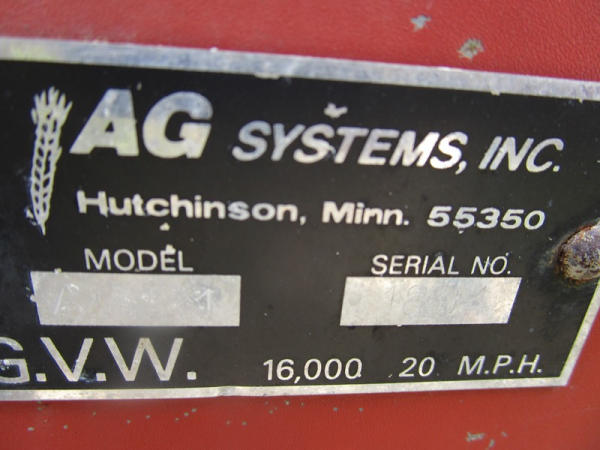 AG SYSTEMS, INC.
Hutchinson, Minn. 55350
MODEL SERIAL NO.
G.V.W. 16,000 20 M.P.H.